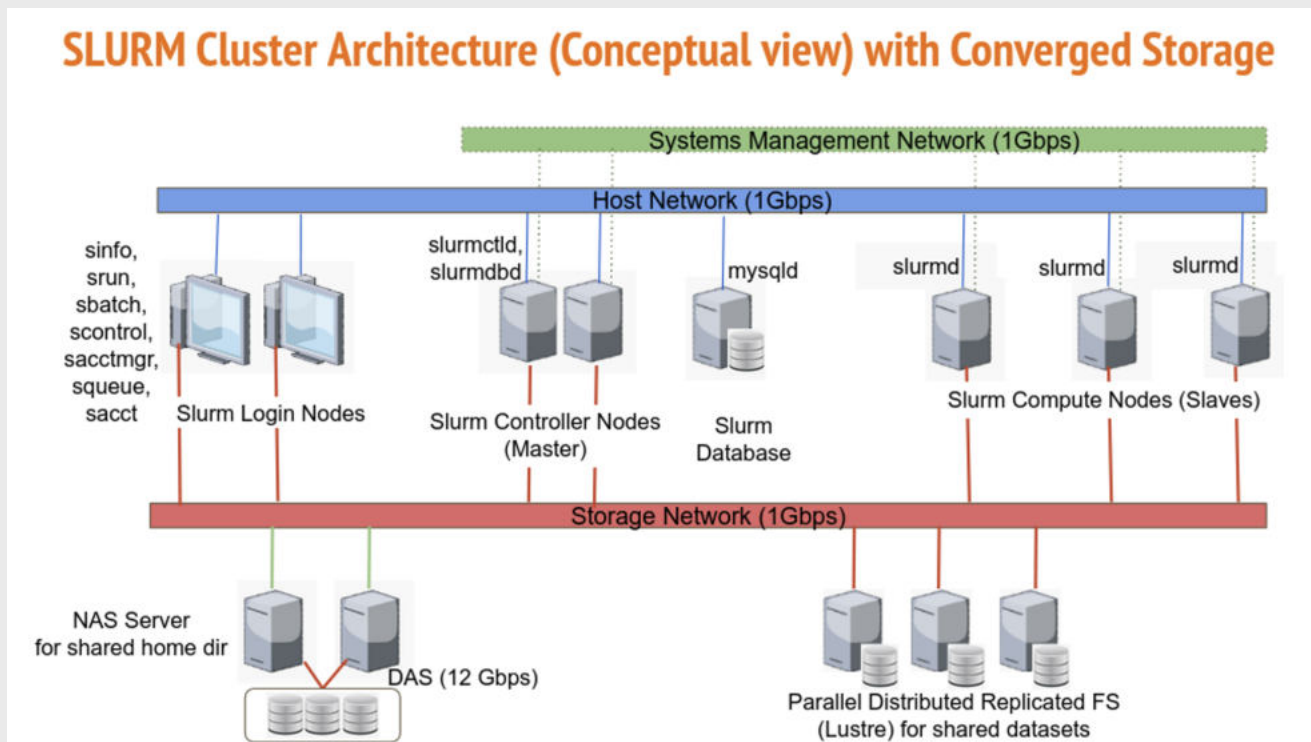 SLURM Cluster Architecture (Conceptual view) with Converged Storage
Systems Management Network (1Gbps)
Host Network (1Gbps)
sinfo,
srun,
sbatch,
scontrol,
sacctmgr,
squeue,
sacct
Slurm Login Nodes
slurmctld,
slurmdbd
Slurm Controller Nodes
(Master)
mysqld
Slurm
Database
slurmd
slurmd
slurmd
Slurm Compute Nodes (Slaves)
Storage Network (1Gbps)
NAS Server
for shared home dir
DAS (12 Gbps)
Parallel Distributed Replicated FS
(Lustre) for shared datasets